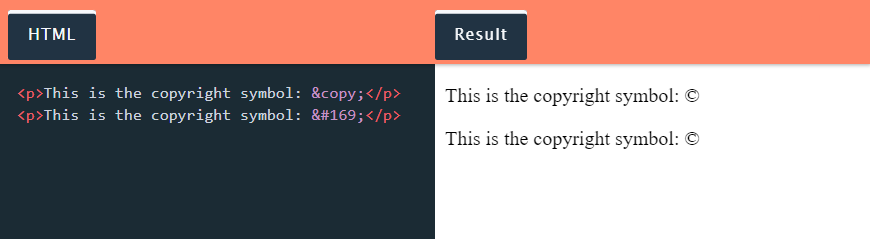 HTML
<p>This is the copyright symbol: &copy;</p>
<p>This is the copyright symbol: &#169;</p>
Result
This is the copyright symbol: ©
This is the copyright symbol: ©